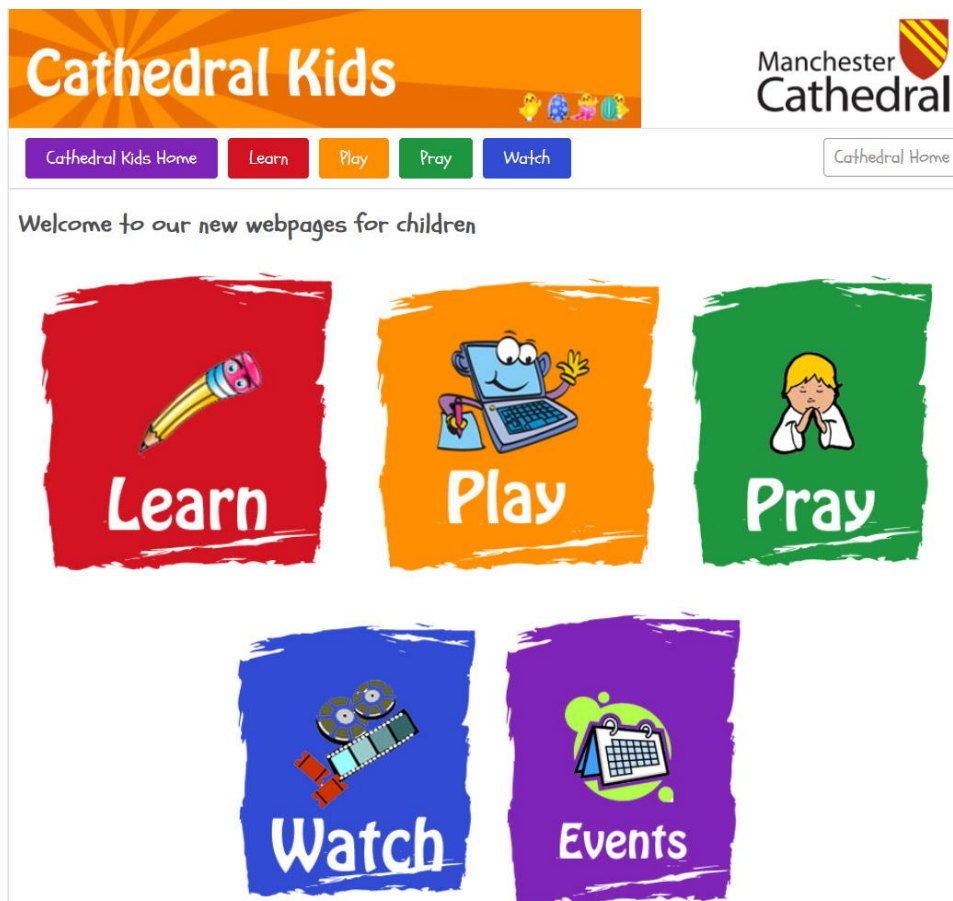 Cathedral Kids
Manchester
Cathedral
Cathedral Kids Home Learn Play Pray Watch Cathedral Home
Welcome to our new webpages for children
Learn Play Pray
Watch Events